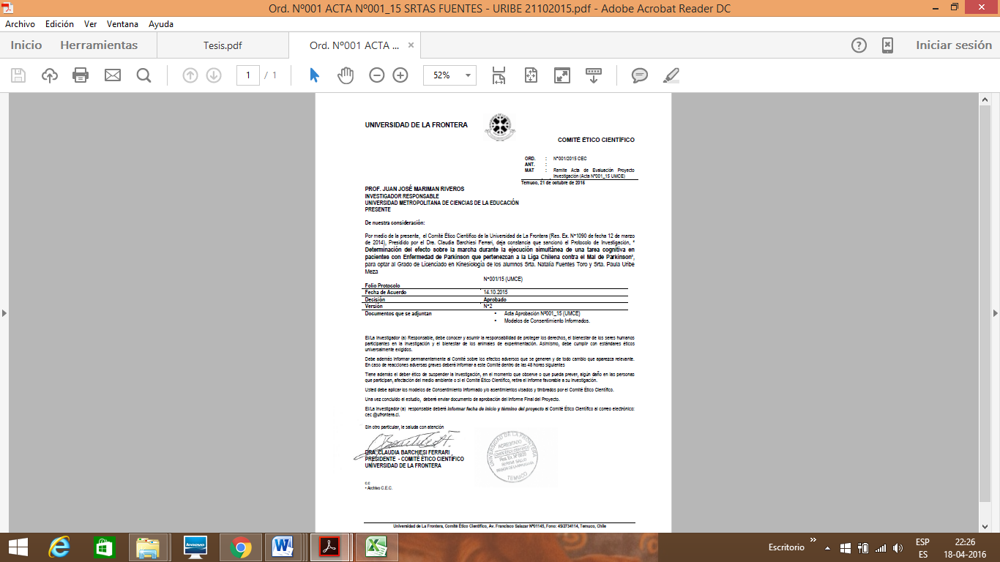 Ord. Nº001 ACTA Nº001_15 SRTAS FUENTES - URIBE 21102015.pdf - Adobe Acrobat Reader DC
Archivo Edición Ver Ventana Ayuda
Inicio Herramientas Tesis.pdf Ord. Nº001 ACTA ... × Iniciar sesión
1 / 1 52%
UNIVERSIDAD DE LA FRONTERA
COMITÉ ÉTICO CIENTÍFICO
ORD. : N°001/2015 CEC
ANT. :
MAT : Remite Acta de Evaluación Proyecto
Investigación (Acta N°001_15 UMCE)
Temuco, 21 de octubre de 2015
PROF. JUAN JOSÉ MARIMAN RIVEROS
INVESTIGADOR RESPONSABLE
UNIVERSIDAD METROPOLITANA DE CIENCIAS DE LA EDUCACIÓN
PRESENTE
De nuestra consideración:
Por medio de la presente, el Comité Ético Científico de la Universidad de La Frontera (Res. Ex. N°1090 de fecha 12 de marzo
de 2014), Presidido por el Dra. Claudia Barchiesi Ferrari, deja constancia que sancionó el Protocolo de Investigación, “
Determinación del efecto sobre la marcha durante la ejecución simultánea de una tarea cognitiva en
pacientes con Enfermedad de Parkinson que pertenezcan a la Liga Chilena contra el Mal de Parkinson”,
para optar al Grado de Licenciado en Kinesiología de los alumnos Srta. Natalia Fuentes Toro y Srta. Paula Uribe
Meza
N°001/15 (UMCE)
Folio Protocolo
Fecha de Acuerdo 14.10.2015
Decisión Aprobado
Versión N°2
Documentos que se adjuntan • Acta Aprobación Nº001_15 (UMCE)
• Modelos de Consentimiento Informados.
El/La Investigador (a) Responsable, debe conocer y asumir la responsabilidad de proteger los derechos, el bienestar de los seres humanos
participantes en la investigación y el bienestar de los animales de experimentación. Asimismo, debe cumplir con estándares éticos
universalmente exigidos.
Debe además informar permanentemente al Comité sobre los efectos adversos que se generen y de todo cambio que aparezca relevante.
En caso de reacciones adversas graves deberá informar a este Comité dentro de las 48 horas siguientes
Tiene además el deber ético de suspender la investigación, en el momento que observe o que pueda prever, algún daño en las personas
que participan, afectación del medio ambiente o si el Comité Ético Científico, retira el informe favorable a su investigación.
Usted debe aplicar los modelos de Consentimiento Informado y/o asentimientos visados y timbrados por el Comité Ético Científico.
Una vez concluido el estudio, deberá enviar documento de aprobación del Informe Final del Proyecto.
El/La Investigador (a) responsable deberá informar fecha de inicio y término del proyecto al Comité Ético Científico al correo electrónico:
cec @ufrontera.cl.
Sin otro particular, le saluda con atención
DRA. CLAUDIA BARCHIESI FERRARI
PRESIDENTE - COMITÉ ÉTICO CIENTÍFICO
UNIVERSIDAD DE LA FRONTERA
UNIVERSIDAD DE LA FRONTERA
ACREDITADO
TEMUCO
c.c
• Archivo C.E.C.
Universidad de La Frontera, Comité Ético Científico, Av. Francisco Salazar Nº01145, Fono: 45/2734114, Temuco, Chile
lenovo
Escritorio » ESP 22:26
ES 18-04-2016